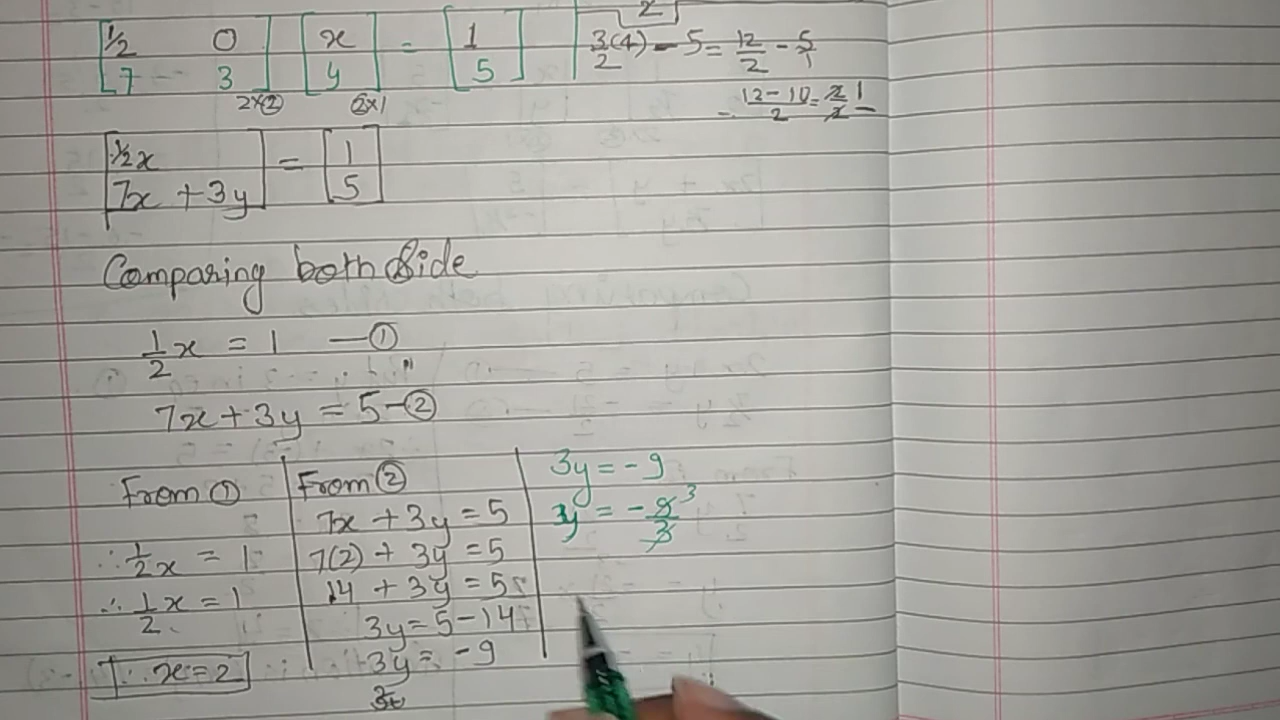 [1/2 0 7 3] 2×② [x y] ②×1 = [1 5]
2
3/2(4) - 5 = 12/2 - 5/1
12 - 10/2 = 2/2 1
[1/2x 7x + 3y] = [1 5]
Comparing both Side
1/2 x = 1 — ①
7x + 3y = 5 - ②
From ①
∴ 1/2 x = 1
∴ 1/2 x = 1
∴ x = 2
From ②
7x + 3y = 5
7(2) + 3y = 5
14 + 3y = 5
3y = 5 - 14
3y = -9
3y = -9
y = -9/3 3